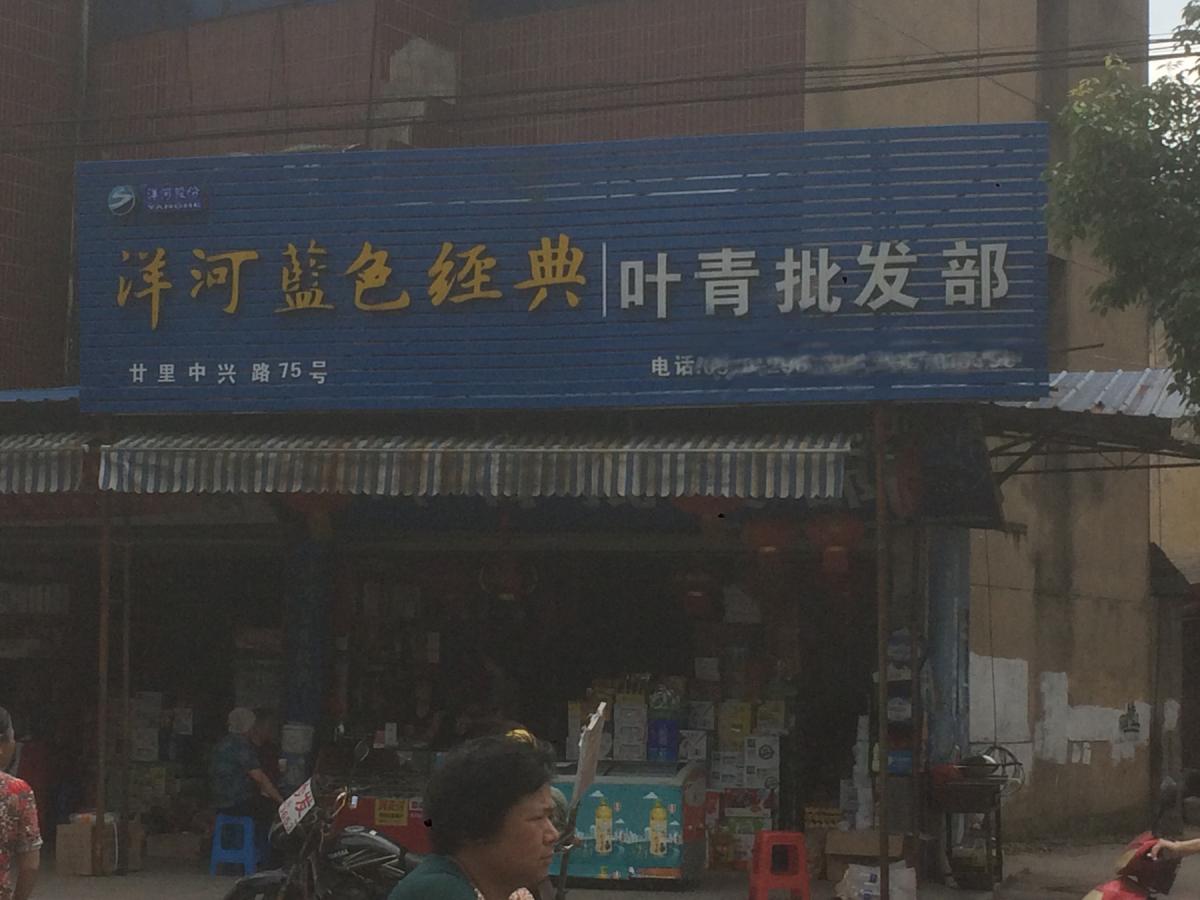 洋河股份
YANGHE
洋河蓝色经典 叶青批发部
廿里中兴路75号
电话: